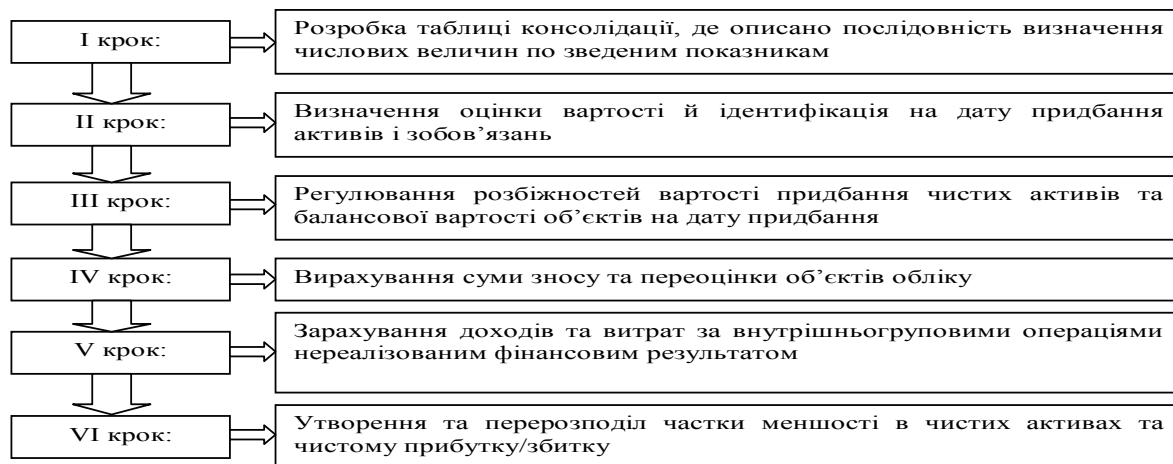 І крок:
Розробка таблиці консолідації, де описано послідовність визначення
числових величин по зведеним показникам
ІІ крок:
Визначення оцінки вартості й ідентифікація на дату придбання
активів і зобов’язань
ІІІ крок:
Регулювання розбіжностей вартості придбання чистих активів та
балансової вартості об’єктів на дату придбання
IV крок:
Вирахування суми зносу та переоцінки об’єктів обліку
V крок:
Зарахування доходів та витрат за внутрішньогруповими операціями
нереалізованим фінансовим результатом
VI крок:
Утворення та перерозподіл частки меншості в чистих активах та
чистому прибутку/збитку